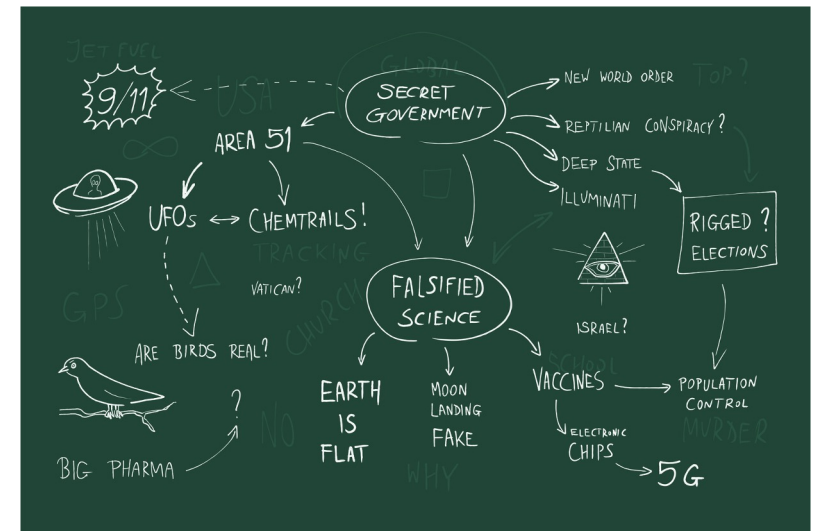 JET FUEL
9/11
USA
GLOBAL
SECRET
GOVERNMENT
NEW WORLD ORDER
TOP ?
REPTILIAN CONSPIRACY?
AREA 51
DEEP STATE
ILLUMINATI
UFOs
CHEMTRAILS!
RIGGED ?
ELECTIONS
TRACKING
VATICAN?
GPS
CHURCH
FALSIFIED
SCIENCE
ISRAEL?
ARE BIRDS REAL?
SCHOOL
EARTH
IS
FLAT
MOON
LANDING
FAKE
VACCINES
POPULATION
CONTROL
?
NO
MURDER
ELECTRONIC
CHIPS
BIG PHARMA
WHY
5G